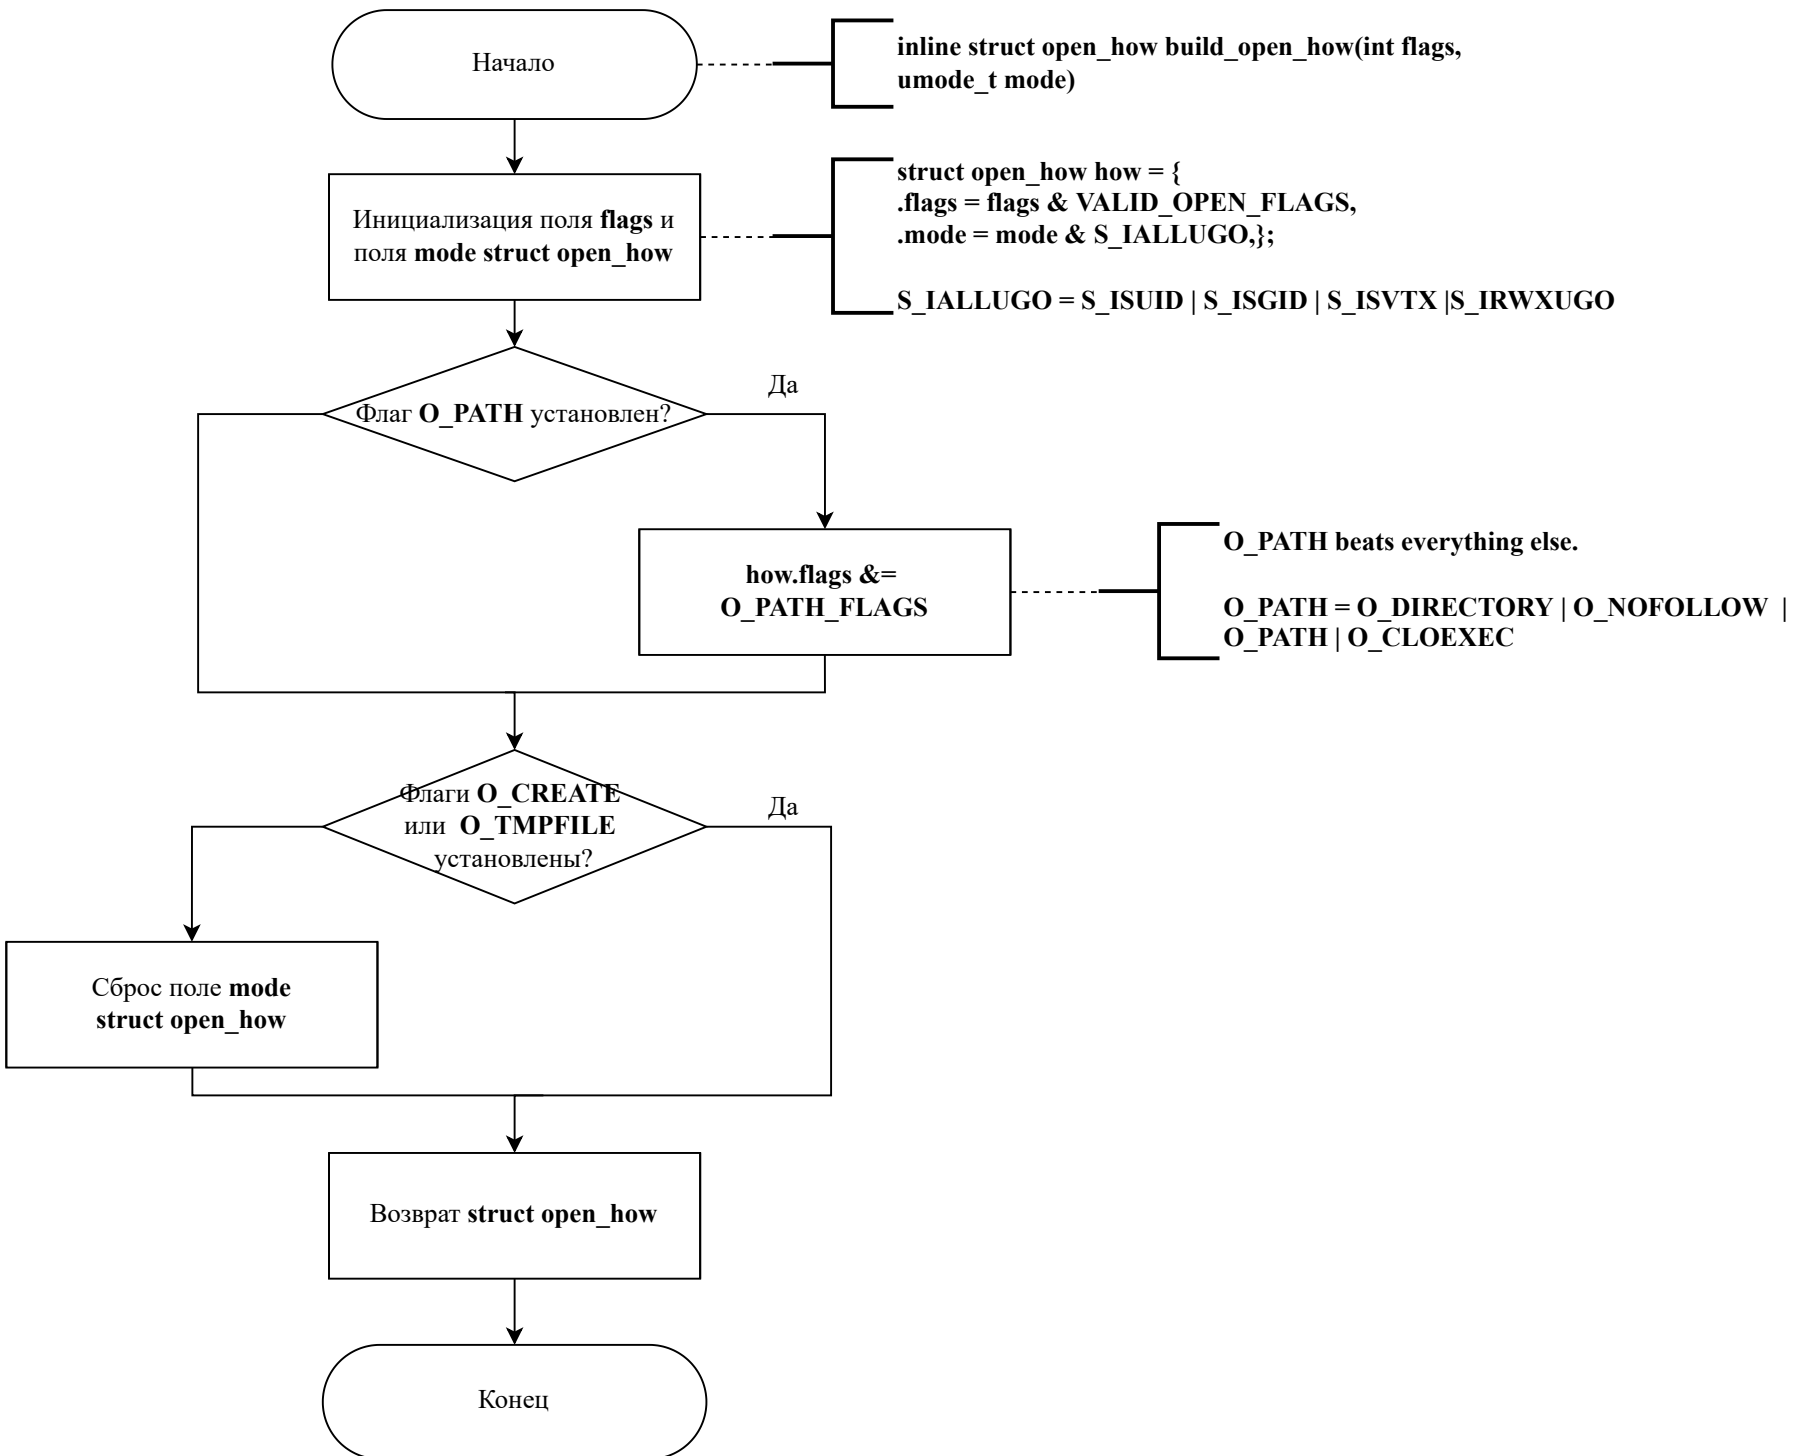 Начало
inline struct open_how build_open_how(int flags,
umode_t mode)
Инициализация поля flags и
поля mode struct open_how
struct open_how how = {
.flags = flags & VALID_OPEN_FLAGS,
.mode = mode & S_IALLUGO,};
S_IALLUGO = S_ISUID | S_ISGID | S_ISVTX |S_IRWXUGO
Флаг O_PATH установлен?
Да
how.flags &=
O_PATH_FLAGS
O_PATH beats everything else.
O_PATH = O_DIRECTORY | O_NOFOLLOW |
O_PATH | O_CLOEXEC
Флаги O_CREATE
или O_TMPFILE
установлены?
Да
Сброс поле mode
struct open_how
Возврат struct open_how
Конец